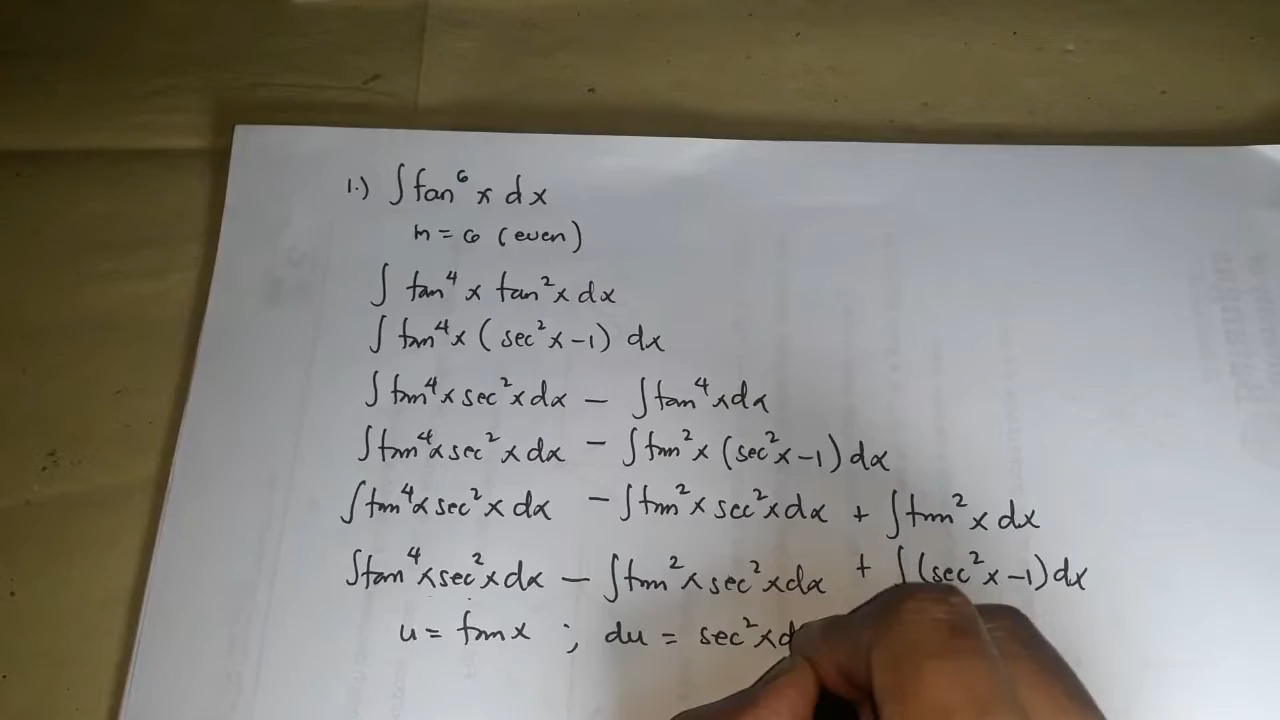 1.) ∫tan⁶ x dx
n = 6 (even)
∫ tan⁴ x tan² x dx
∫ tan⁴ x ( sec² x − 1) dx
∫ tan⁴ x sec² x dx − ∫ tan⁴ x dx
∫ tan⁴ x sec² x dx − ∫ tan² x (sec² x − 1) dx
∫ tan⁴ x sec² x dx − ∫ tan² x sec² x dx + ∫ tan² x dx
∫ tan⁴ x sec² x dx − ∫ tan² x sec² x dx + ∫ (sec² x − 1) dx
u = tan x ; du = sec² x d